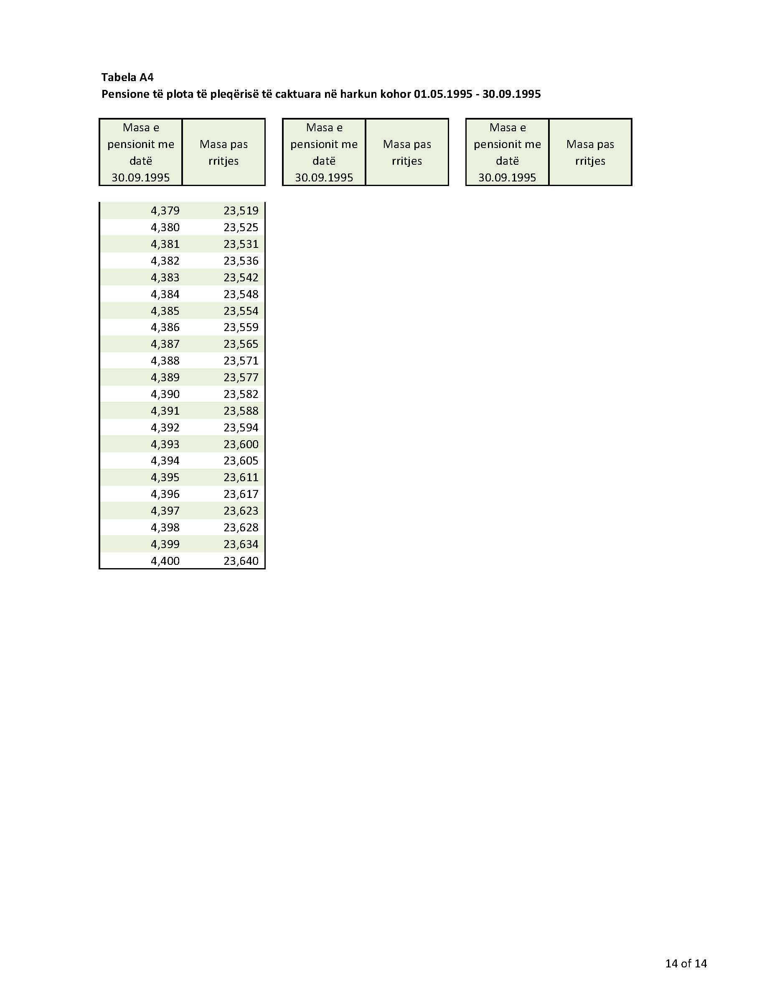 Tabela A4
Pensione të plota të pleqërisë të caktuara në harkun kohor 01.05.1995 - 30.09.1995
Masa e
pensionit me
datë
30.09.1995
Masa pas
rritjes
Masa e
pensionit me
datë
30.09.1995
Masa pas
rritjes
Masa e
pensionit me
datë
30.09.1995
Masa pas
rritjes
4,379 23,519
4,380 23,525
4,381 23,531
4,382 23,536
4,383 23,542
4,384 23,548
4,385 23,554
4,386 23,559
4,387 23,565
4,388 23,571
4,389 23,577
4,390 23,582
4,391 23,588
4,392 23,594
4,393 23,600
4,394 23,605
4,395 23,611
4,396 23,617
4,397 23,623
4,398 23,628
4,399 23,634
4,400 23,640
14 of 14